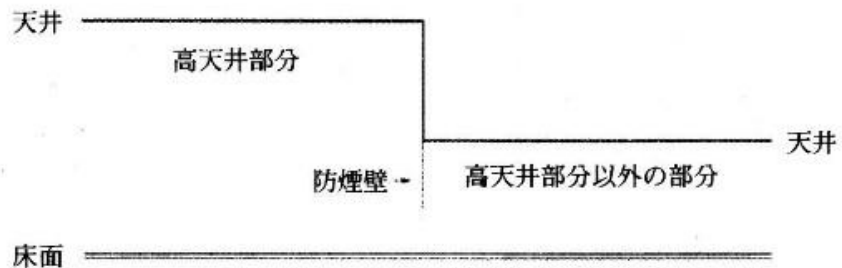 天井
高天井部分
天井
防煙壁→
高天井部分以外の部分
床面